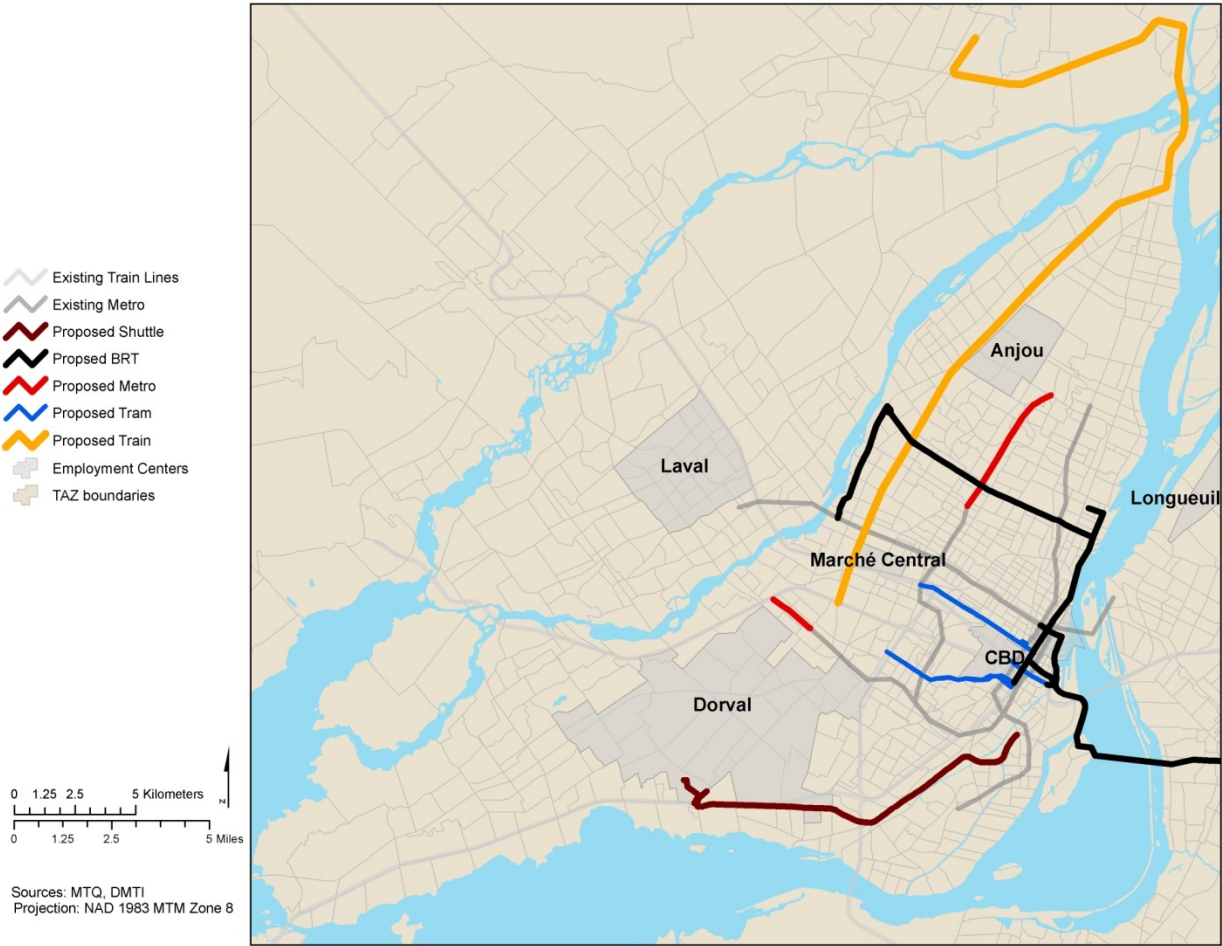 Existing Train Lines
Existing Metro
Proposed Shuttle
Propsed BRT
Proposed Metro
Proposed Tram
Proposed Train
Employment Centers
TAZ boundaries
Anjou
Laval
Longueuil
Marché Central
CBD
Dorval
0 1.25 2.5 5 Kilometers
0 1.25 2.5 5 Miles
N
Sources: MTQ, DMTI
Projection: NAD 1983 MTM Zone 8